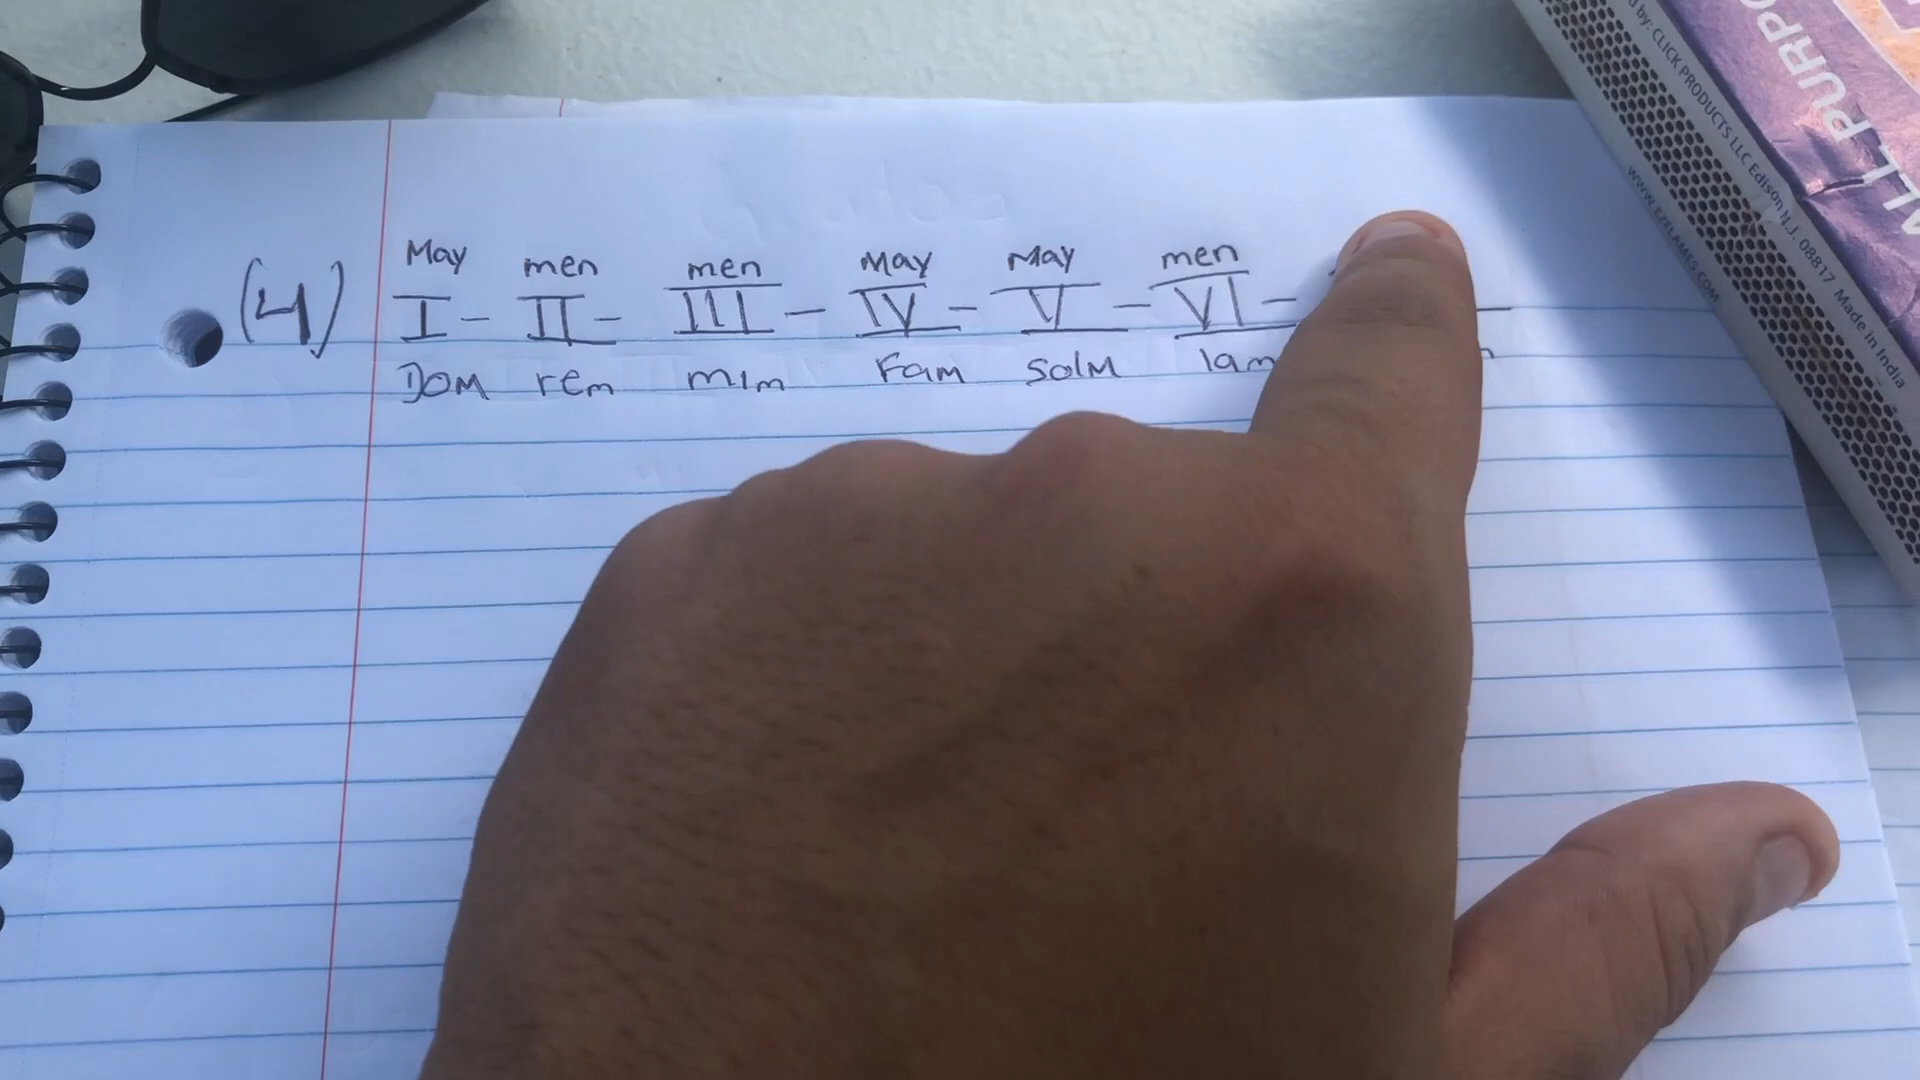 May men men May May men
(4) I - II - III - IV - V - VI -
DOM rem mim Fam solM lam
ALL PURPO
d by: CLICK PRODUCTS LLC Edison N.J. 08817 Made in India